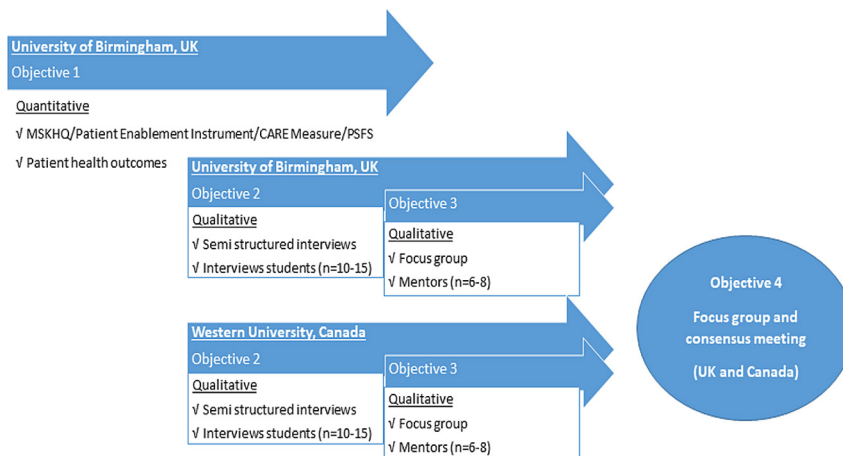 University of Birmingham, UK
Objective 1
Quantitative
√ MSKHQ/Patient Enablement Instrument/CARE Measure/PSFS
√ Patient health outcomes
University of Birmingham, UK
Objective 2
Qualitative
√ Semi structured interviews
√ Interviews students (n=10-15)
Objective 3
Qualitative
√ Focus group
√ Mentors (n=6-8)
Western University, Canada
Objective 2
Qualitative
√ Semi structured interviews
√ Interviews students (n=10-15)
Objective 3
Qualitative
√ Focus group
√ Mentors (n=6-8)
Objective 4
Focus group and
consensus meeting
(UK and Canada)